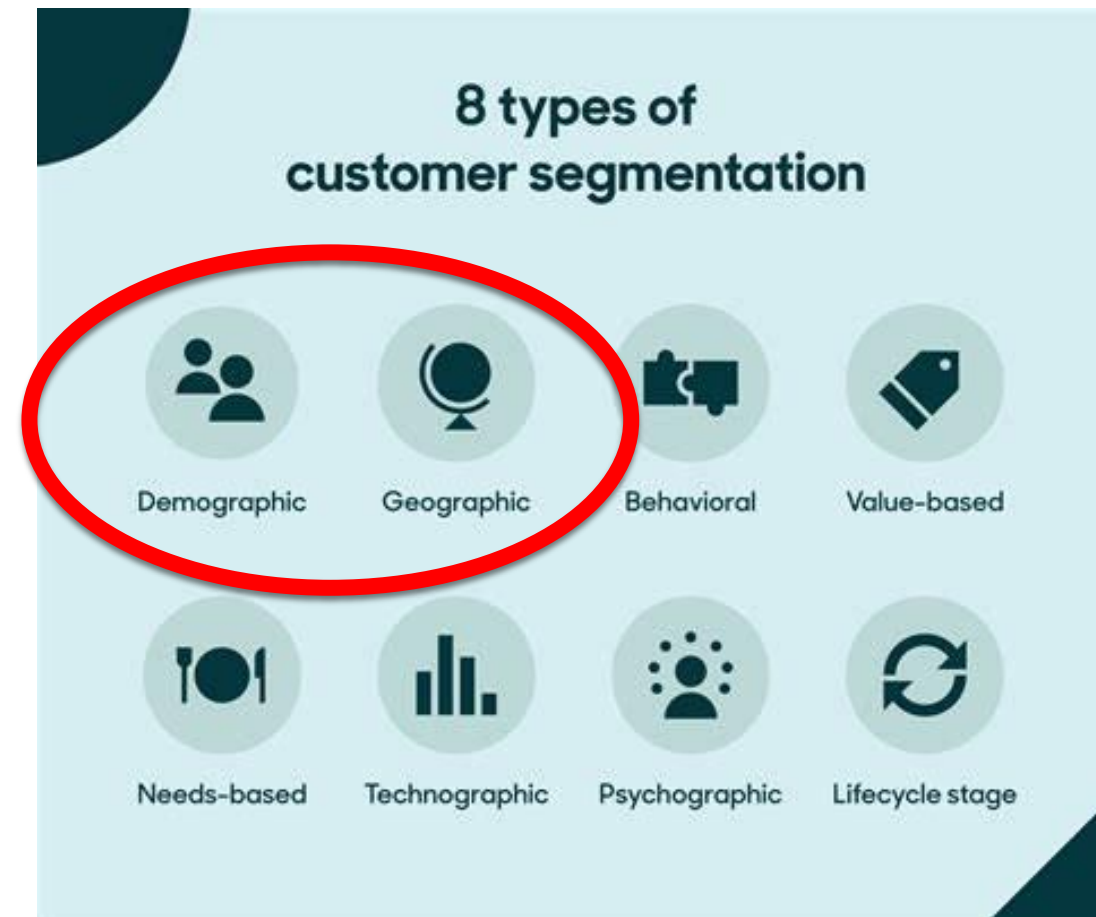 8 types of
customer segmentation
Demographic
Geographic
Behavioral
Value-based
Needs-based
Technographic
Psychographic
Lifecycle stage